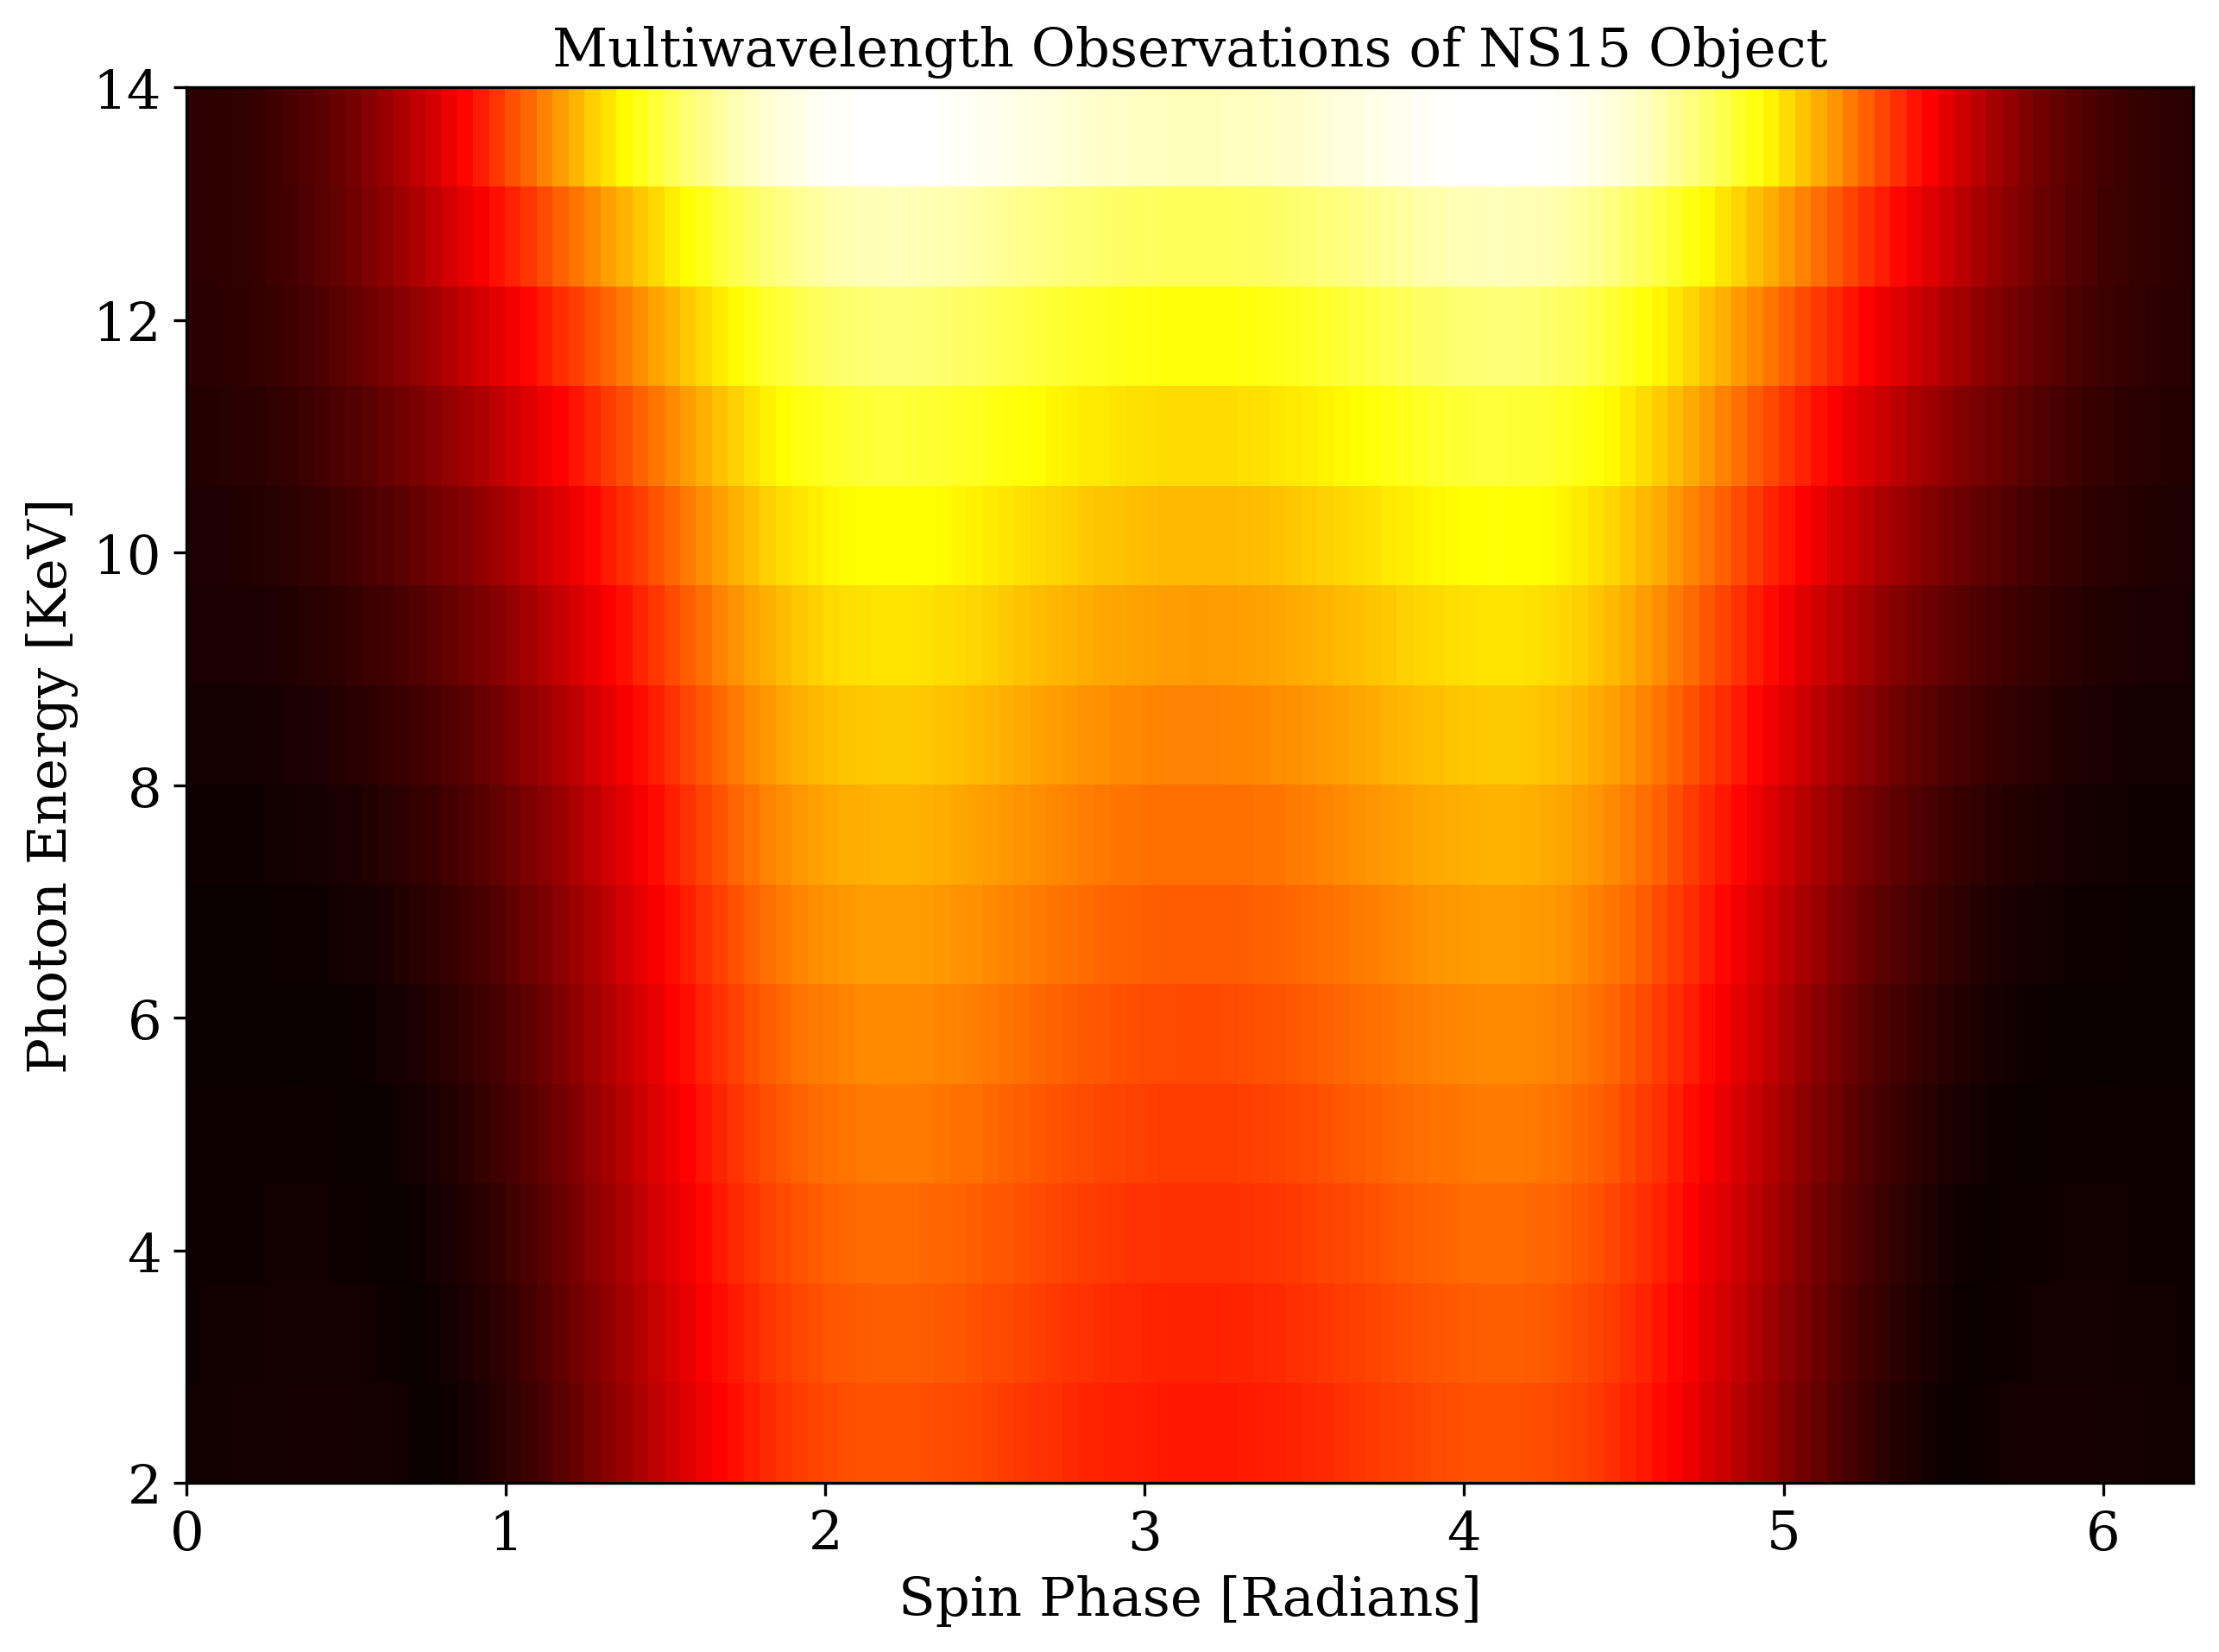 Multiwavelength Observations of NS15 Object
14
12
10
8
6
4
2
Photon Energy [KeV]
0 1 2 3 4 5 6
Spin Phase [Radians]